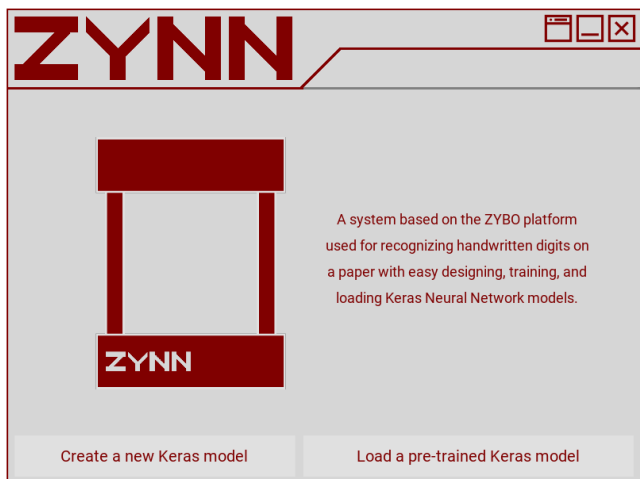 ZYNN
A system based on the ZYBO platform
used for recognizing handwritten digits on
a paper with easy designing, training, and
loading Keras Neural Network models.
ZYNN
Create a new Keras model
Load a pre-trained Keras model